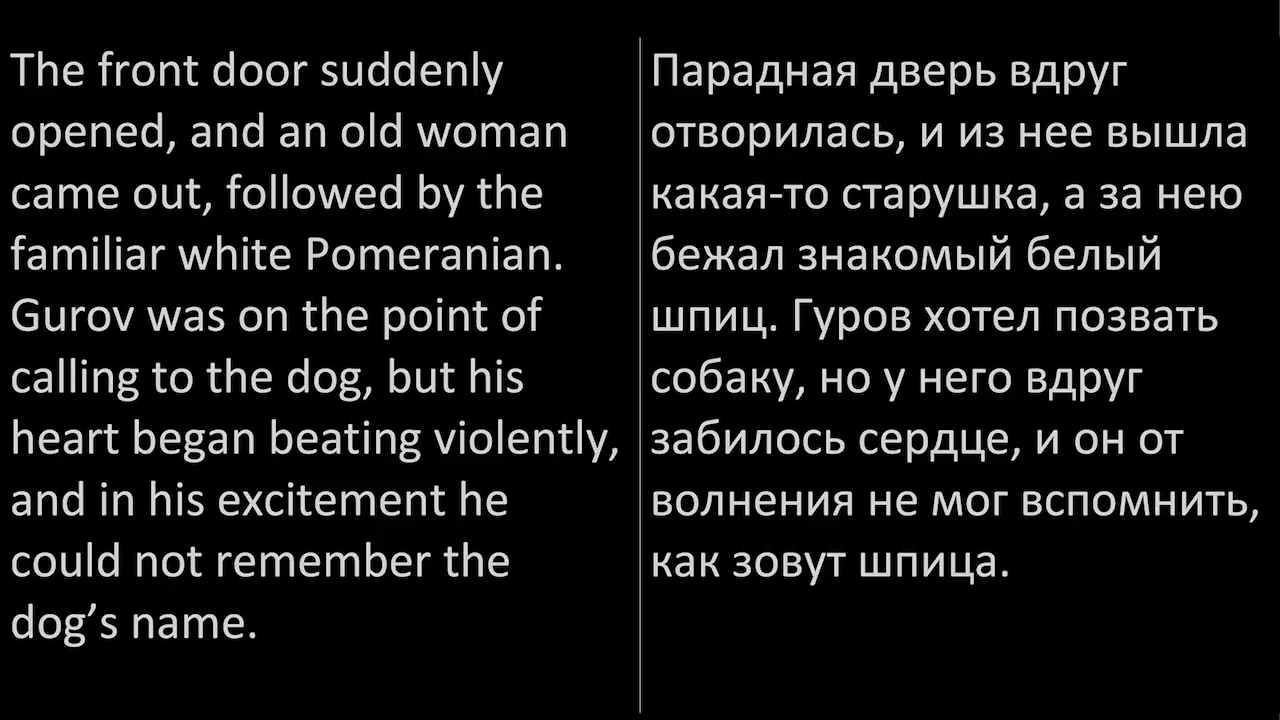 The front door suddenly
opened, and an old woman
came out, followed by the
familiar white Pomeranian.
Gurov was on the point of
calling to the dog, but his
heart began beating violently,
and in his excitement he
could not remember the
dog’s name.
Парадная дверь вдруг
отворилась, и из нее вышла
какая-то старушка, а за нею
бежал знакомый белый
шпиц. Гуров хотел позвать
собаку, но у него вдруг
забилось сердце, и он от
волнения не мог вспомнить,
как зовут шпица.